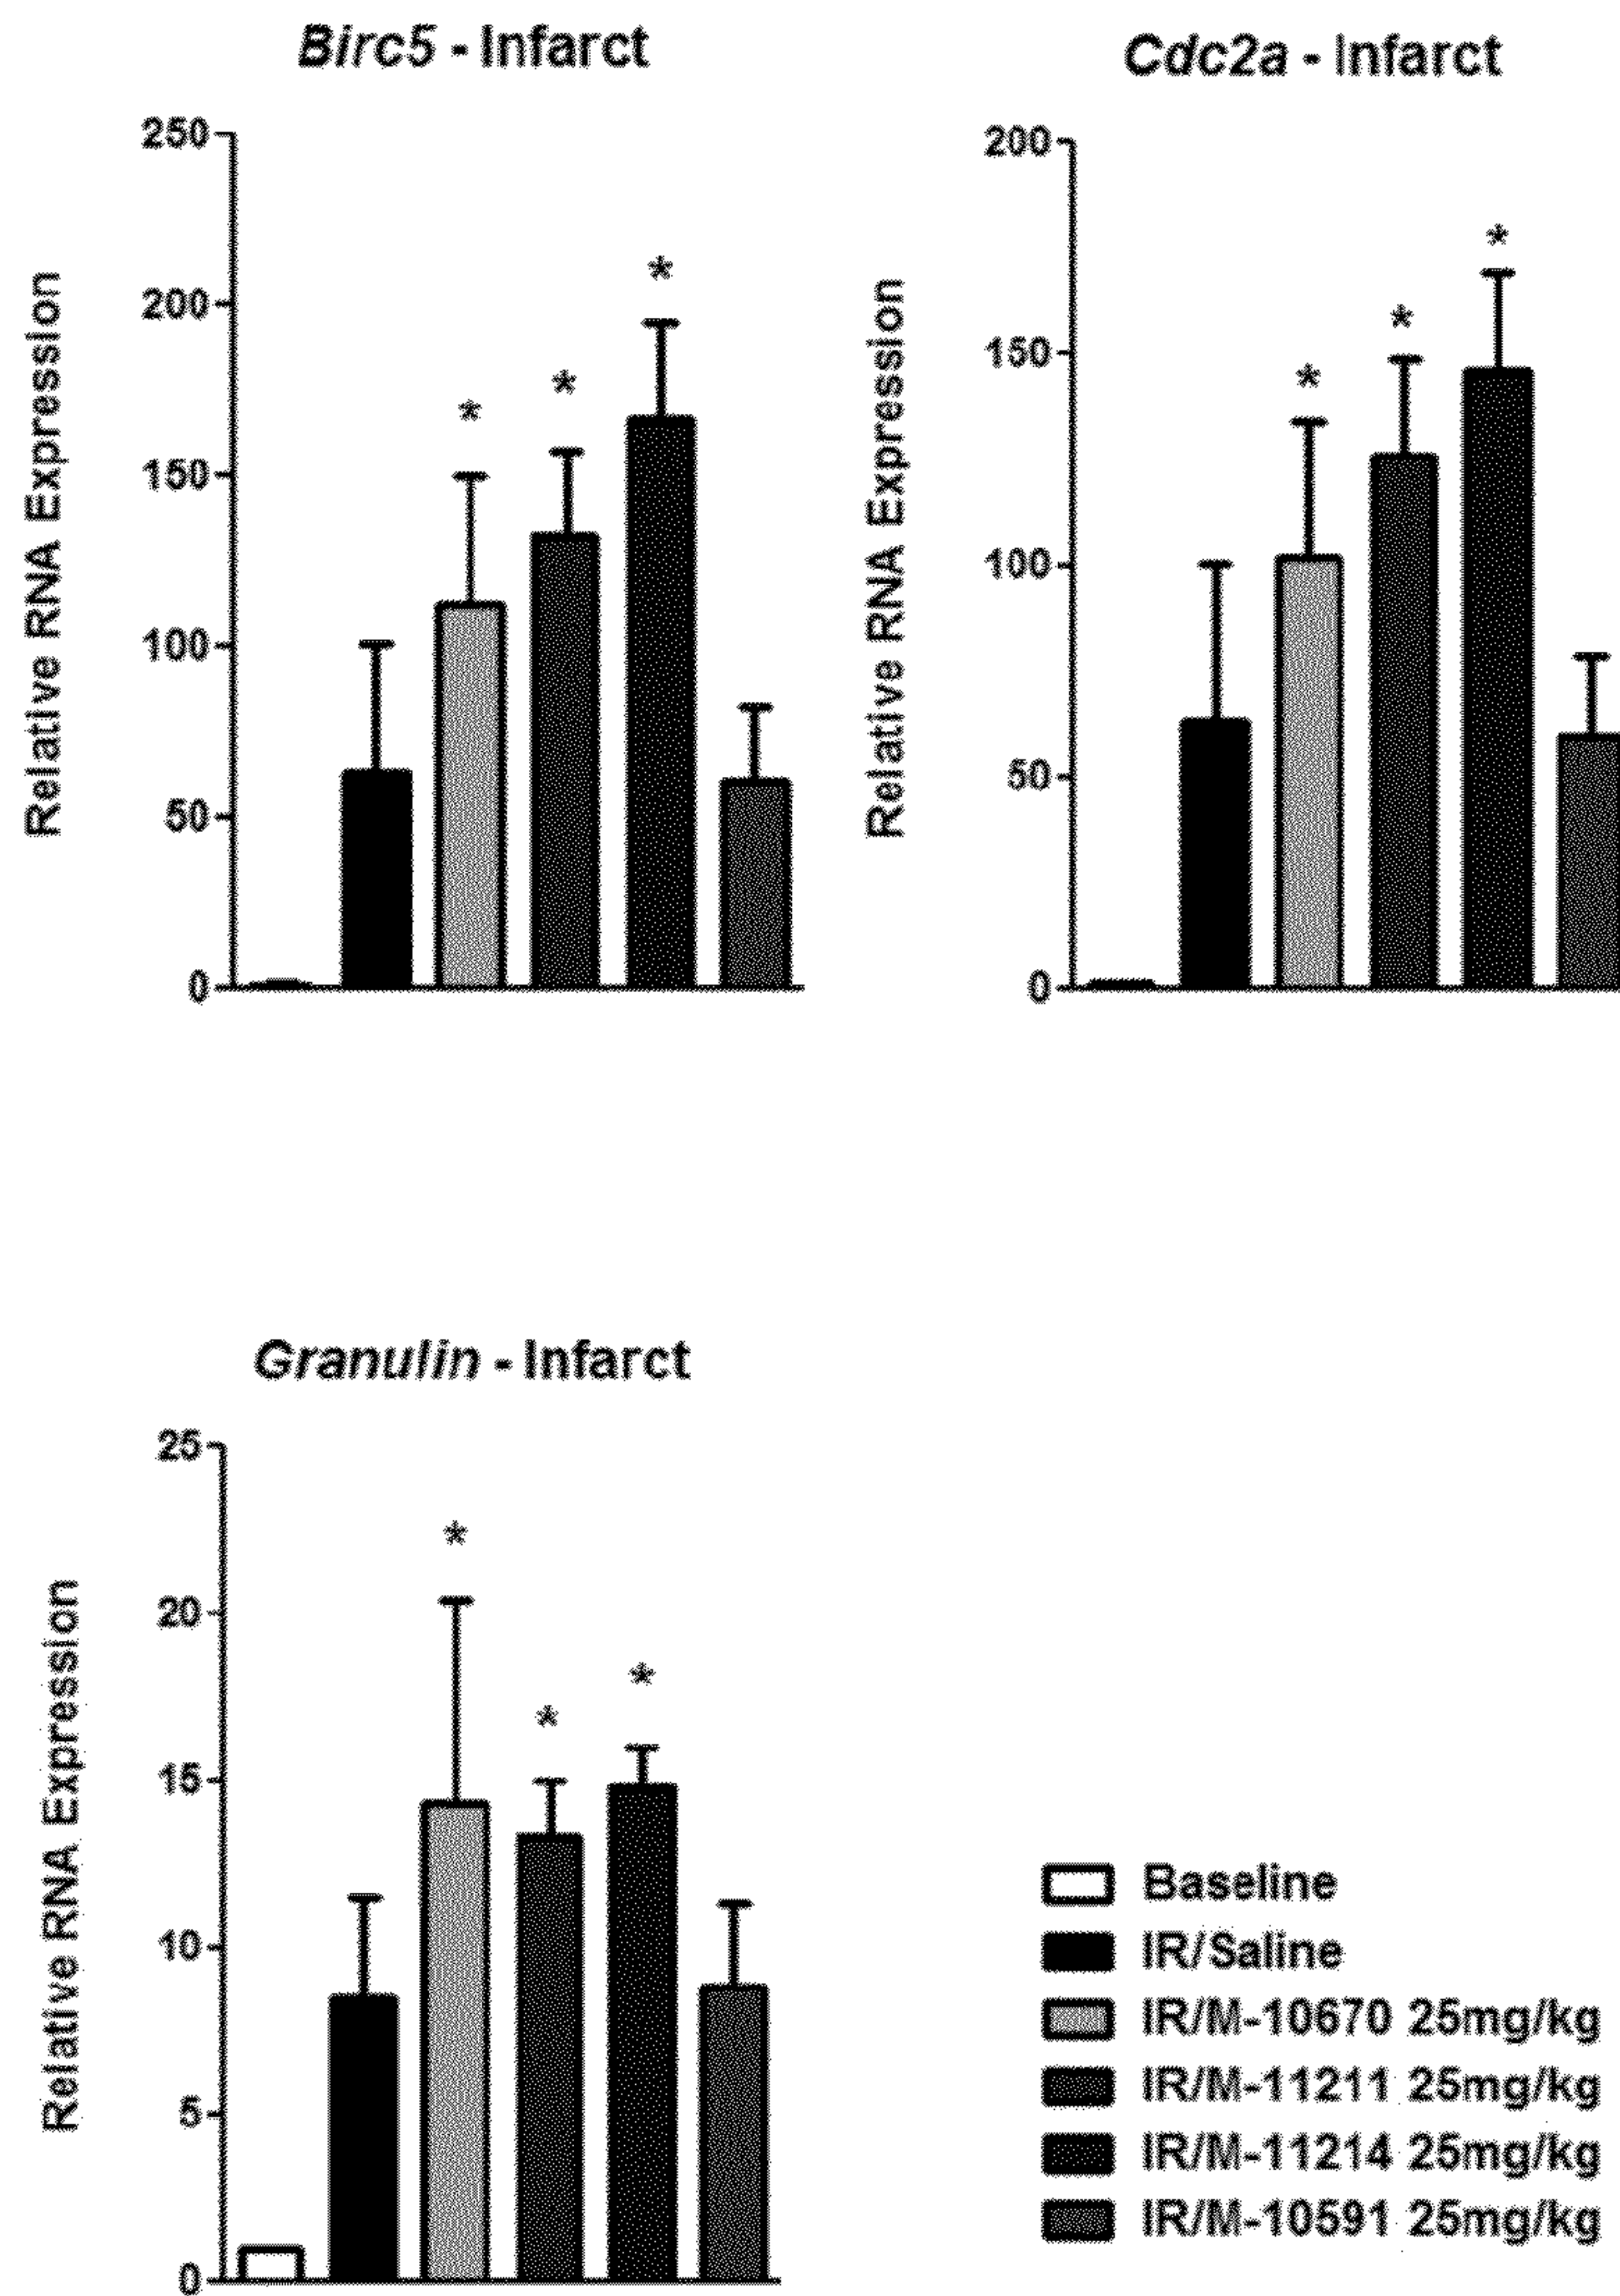 Birc5 - Infarct
250
200
150
100
50
0
Relative RNA Expression
*
*
*
Cdc2a - Infarct
200
150
100
50
0
Relative RNA Expression
*
*
*
Granulin - Infarct
25
20
15
10
5
0
Relative RNA Expression
*
*
*
Baseline
IR/Saline
IR/M-10670 25mg/kg
IR/M-11211 25mg/kg
IR/M-11214 25mg/kg
IR/M-10591 25mg/kg